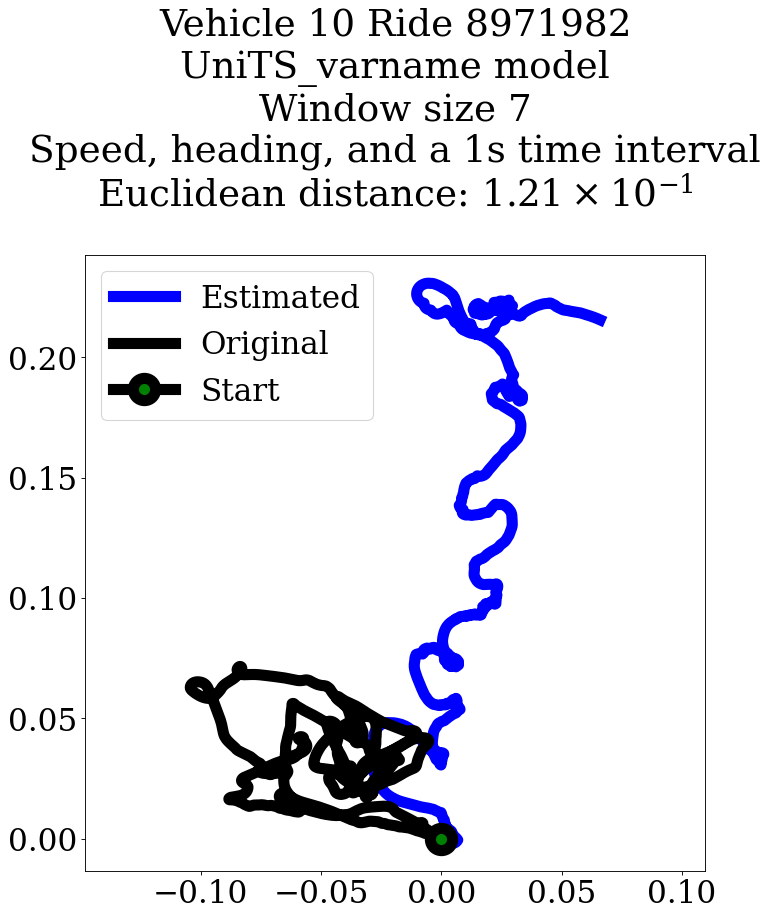 Vehicle 10 Ride 8971982
UniTS_varname model
Window size 7
Speed, heading, and a 1s time interval
Euclidean distance: 1.21 × 10⁻¹
Estimated
Original
Start
0.20
0.15
0.10
0.05
0.00
−0.10 −0.05 0.00 0.05 0.10